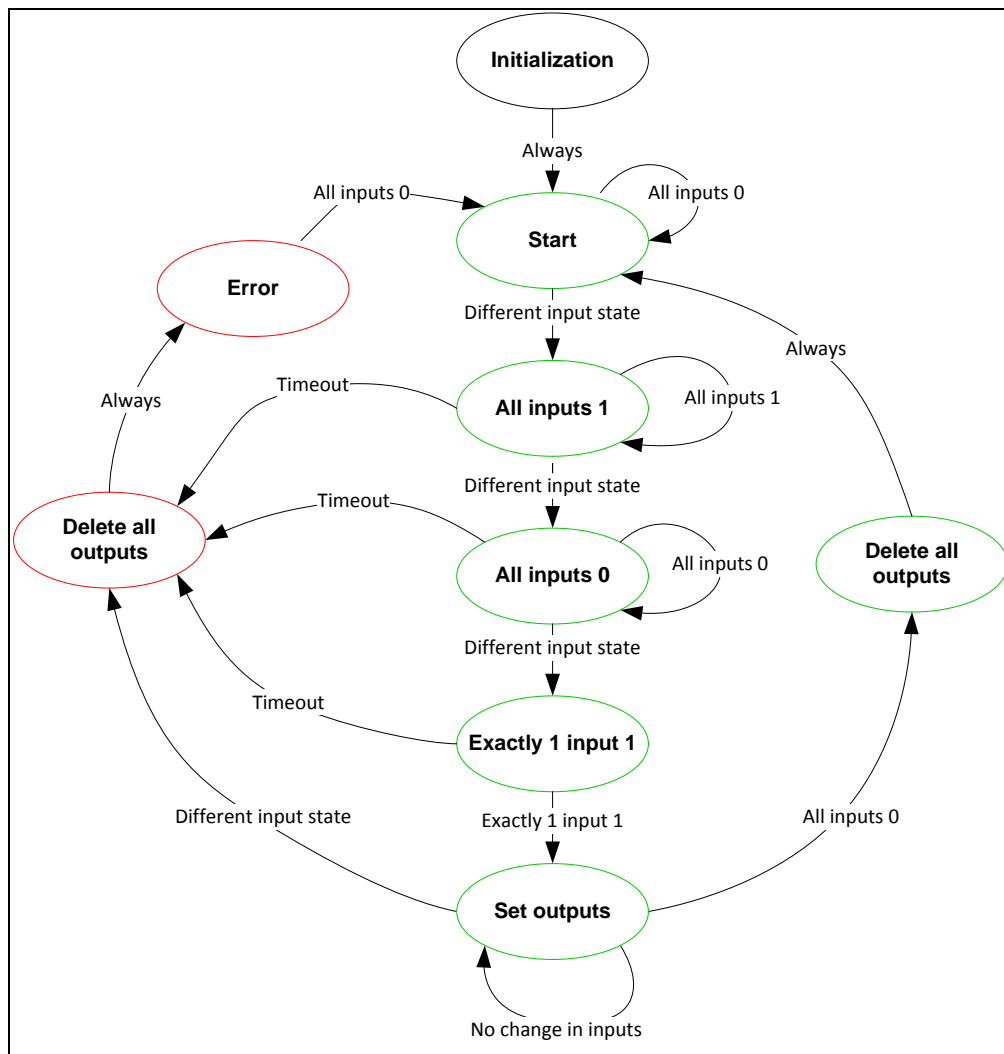 Initialization
Always
All inputs 0
All inputs 0
Start
Error
Different input state
Always
Timeout
All inputs 1
All inputs 1
Always
Different input state
Timeout
Delete all
outputs
All inputs 0
All inputs 0
Delete all
outputs
Different input state
Timeout
Exactly 1 input 1
Different input state
Exactly 1 input 1
All inputs 0
Set outputs
No change in inputs